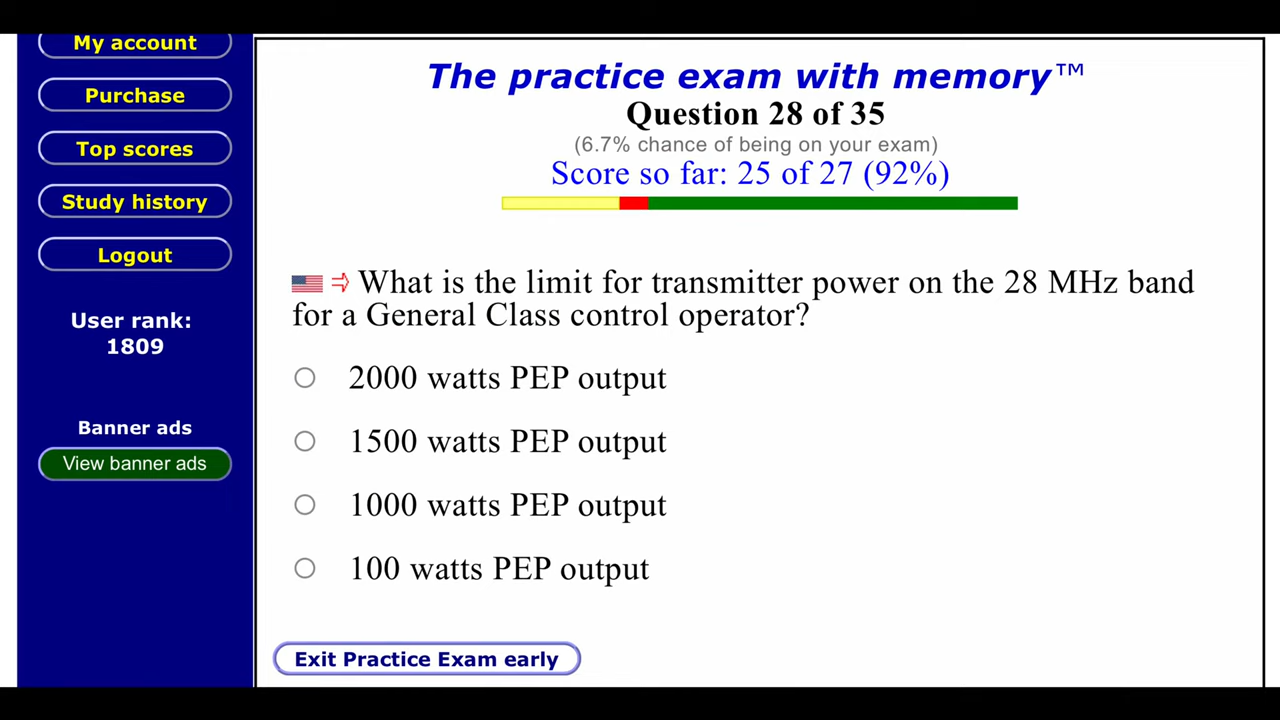 My account
Purchase
Top scores
Study history
Logout
User rank:
1809
Banner ads
View banner ads
The practice exam with memory™
Question 28 of 35
(6.7% chance of being on your exam)
Score so far: 25 of 27 (92%)
What is the limit for transmitter power on the 28 MHz band
for a General Class control operator?
2000 watts PEP output
1500 watts PEP output
1000 watts PEP output
100 watts PEP output
Exit Practice Exam early